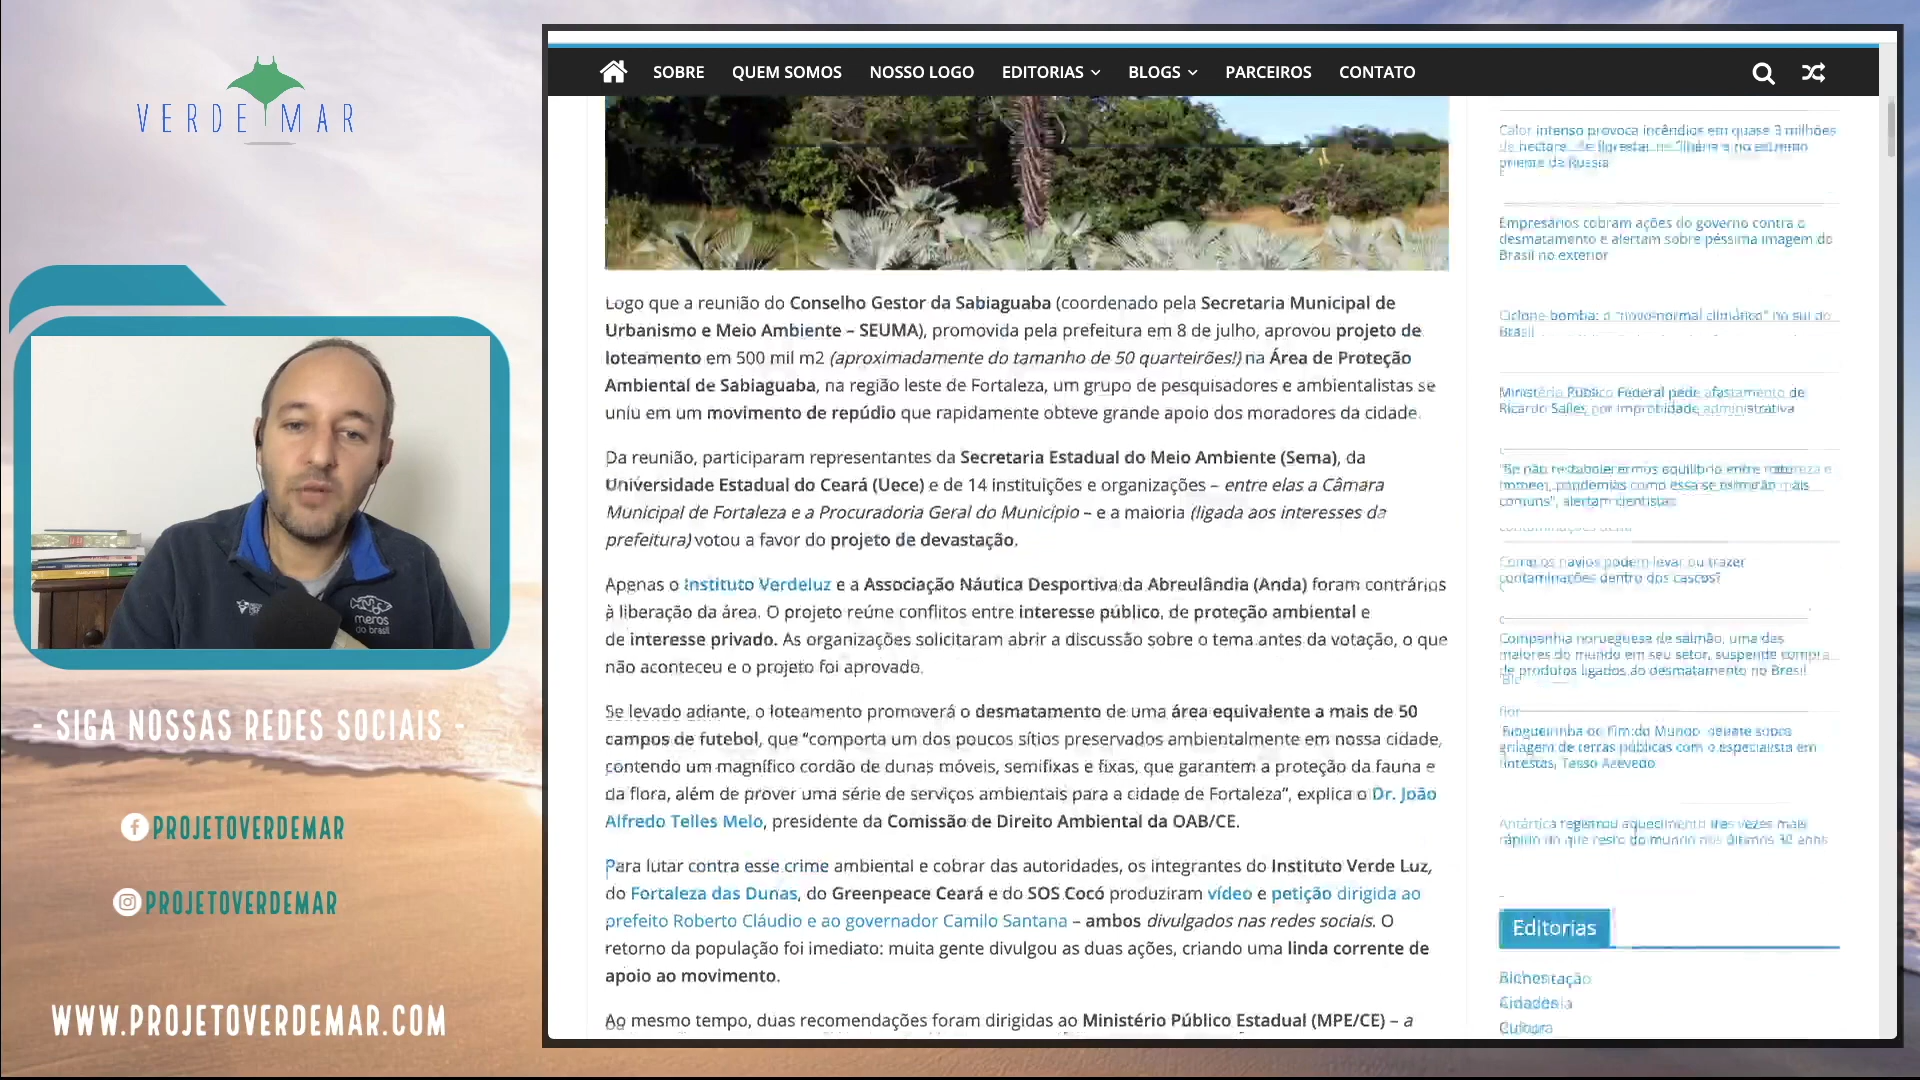 VERDE MAR
- SIGA NOSSAS REDES SOCIAIS -
PROJETOVERDEMAR
PROJETOVERDEMAR
WWW.PROJETOVERDEMAR.COM
meros
do brasil
SOBRE QUEM SOMOS NOSSO LOGO EDITORIAS BLOGS PARCEIROS CONTATO
Logo que a reunião do Conselho Gestor da Sabiaguaba (coordenado pela Secretaria Municipal de
Urbanismo e Meio Ambiente – SEUMA), promovida pela prefeitura em 8 de julho, aprovou projeto de
loteamento em 500 mil m2 (aproximadamente do tamanho de 50 quarteirões!) na Área de Proteção
Ambiental de Sabiaguaba, na região leste de Fortaleza, um grupo de pesquisadores e ambientalistas se
uniu em um movimento de repúdio que rapidamente obteve grande apoio dos moradores da cidade.
Da reunião, participaram representantes da Secretaria Estadual do Meio Ambiente (Sema), da
Universidade Estadual do Ceará (Uece) e de 14 instituições e organizações – entre elas a Câmara
Municipal de Fortaleza e a Procuradoria Geral do Município – e a maioria (ligada aos interesses da
prefeitura) votou a favor do projeto de devastação.
Apenas o Instituto Verdeluz e a Associação Náutica Desportiva da Abreulândia (Anda) foram contrários
à liberação da área. O projeto reúne conflitos entre interesse público, de proteção ambiental e
de interesse privado. As organizações solicitaram abrir a discussão sobre o tema antes da votação, o que
não aconteceu e o projeto foi aprovado.
Se levado adiante, o loteamento promoverá o desmatamento de uma área equivalente a mais de 50
campos de futebol, que “comporta um dos poucos sítios preservados ambientalmente em nossa cidade,
contendo um magnífico cordão de dunas móveis, semifixas e fixas, que garantem a proteção da fauna e
da flora, além de prover uma série de serviços ambientais para a cidade de Fortaleza”, explica o Dr. João
Alfredo Telles Melo, presidente da Comissão de Direito Ambiental da OAB/CE.
Para lutar contra esse crime ambiental e cobrar das autoridades, os integrantes do Instituto Verde Luz,
do Fortaleza das Dunas, do Greenpeace Ceará e do SOS Cocó produziram vídeo e petição dirigida ao
prefeito Roberto Cláudio e ao governador Camilo Santana – ambos divulgados nas redes sociais. O
retorno da população foi imediato: muita gente divulgou as duas ações, criando uma linda corrente de
apoio ao movimento.
Ao mesmo tempo, duas recomendações foram dirigidas ao Ministério Público Estadual (MPE/CE) – a
Calor intenso provoca incêndios em quase 3 milhões
de hectares de florestas na Sibéria e no extremo
oriente da Rússia
Empresários cobram ações do governo contra o
desmatamento e alertam sobre péssima imagem do
Brasil no exterior
Ciclone bomba: o "novo normal climático" no sul do
Brasil
Ministério Público Federal pede afastamento de
Ricardo Salles por improbidade administrativa
"Se não restabelecermos equilíbrio entre natureza e
homem, pandemias como essa se tornarão mais
comuns", alertam cientistas
Como os navios podem levar ou trazer
contaminações dentro dos cascos?
Companhia norueguesa de salmão, uma das
maiores do mundo em seu setor, suspende compra
de produtos ligados ao desmatamento no Brasil
grilagem de terras públicas com o especialista em
florestas, Tasso Azevedo
Antártica registrou aquecimento três vezes mais
rápido do que resto do mundo nos últimos 30 anos
Editorias